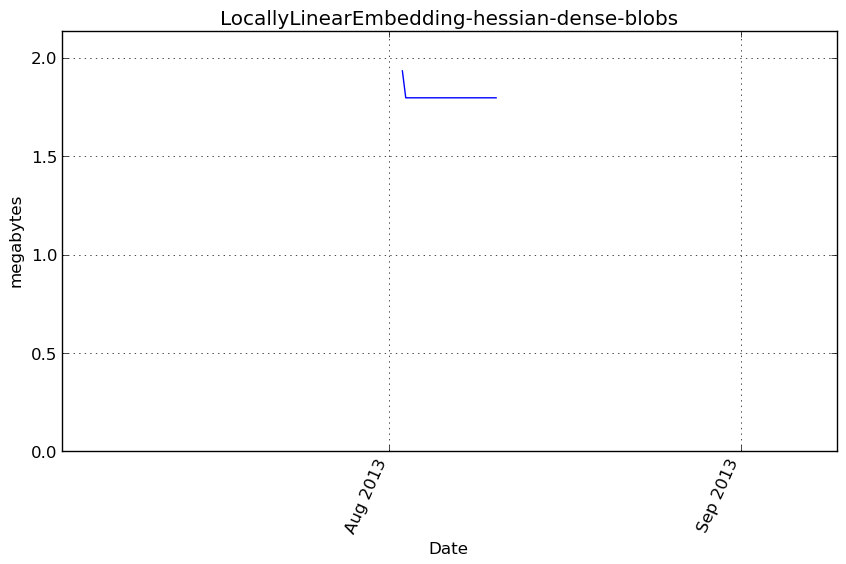 LocallyLinearEmbedding-hessian-dense-blobs
2.0
1.5
megabytes
1.0
0.5
0.0
Aug 2013
Sep 2013
Date